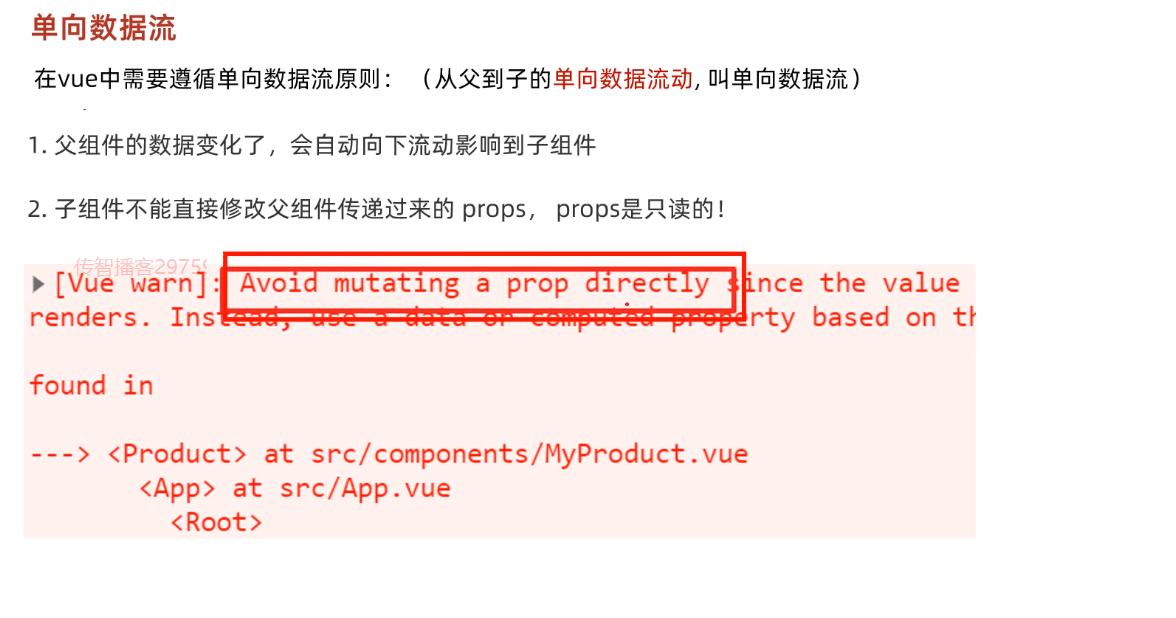 单向数据流
在vue中需要遵循单向数据流原则：（从父到子的单向数据流动, 叫单向数据流）
1. 父组件的数据变化了，会自动向下流动影响到子组件
2. 子组件不能直接修改父组件传递过来的 props， props是只读的！
传智播客2975
[Vue warn]: Avoid mutating a prop directly since the value
renders. Instead, use a data or computed property based on th
found in
---> <Product> at src/components/MyProduct.vue
<App> at src/App.vue
<Root>